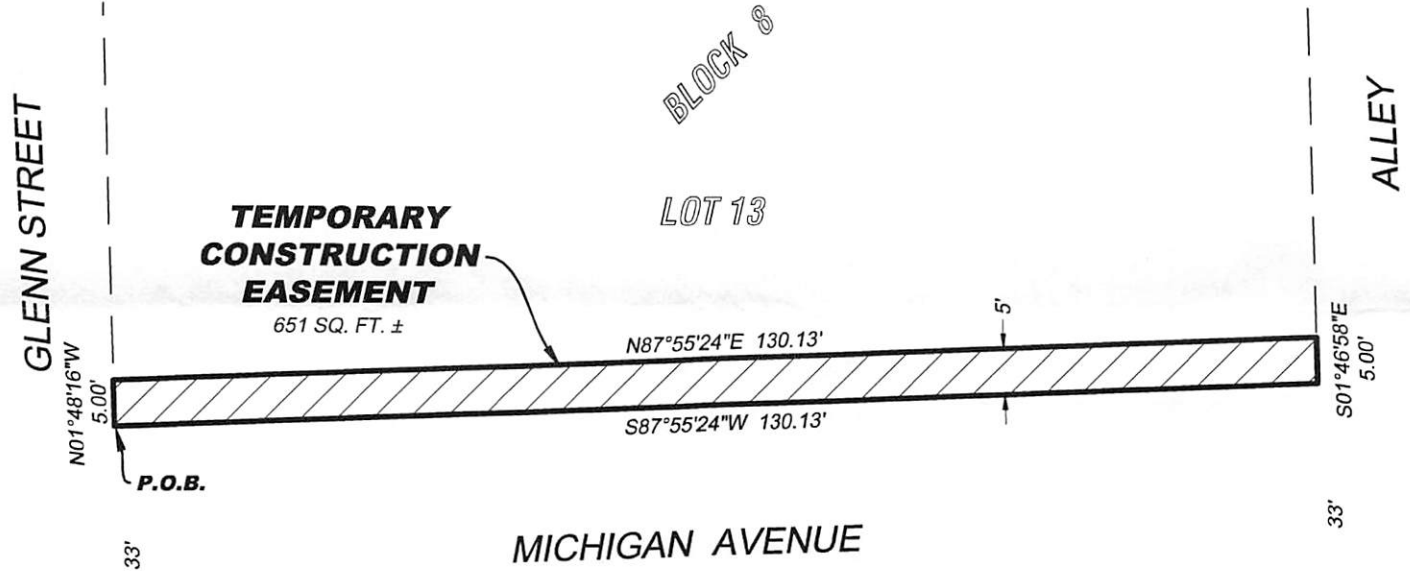 BLOCK 8
ALLEY
GLENN STREET
LOT 13
TEMPORARY
CONSTRUCTION
EASEMENT
651 SQ. FT. ±
5'
N87°55'24"E 130.13'
N01°48'16"W
5.00'
S01°46'58"E
5.00'
S87°55'24"W 130.13'
P.O.B.
33'
MICHIGAN AVENUE
33'